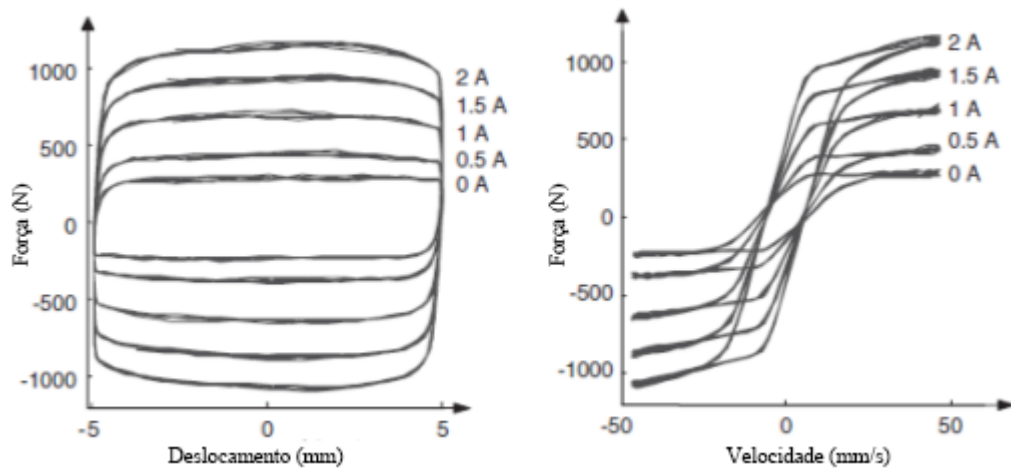 1000
500
0
-500
-1000
-5
0
5
Força (N)
Deslocamento (mm)
2 A
1.5 A
1 A
0.5 A
0 A
1000
500
0
-500
-1000
-50
0
50
Força (N)
Velocidade (mm/s)
2 A
1.5 A
1 A
0.5 A
0 A